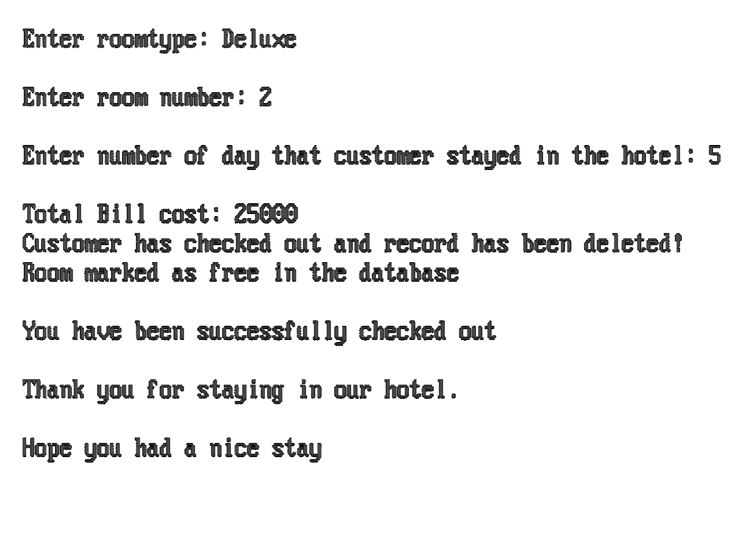 Enter roomtype: Deluxe
Enter room number: 2
Enter number of day that customer stayed in the hotel: 5
Total Bill cost: 25000
Customer has checked out and record has been deleted!
Room marked as free in the database
You have been successfully checked out
Thank you for staying in our hotel.
Hope you had a nice stay